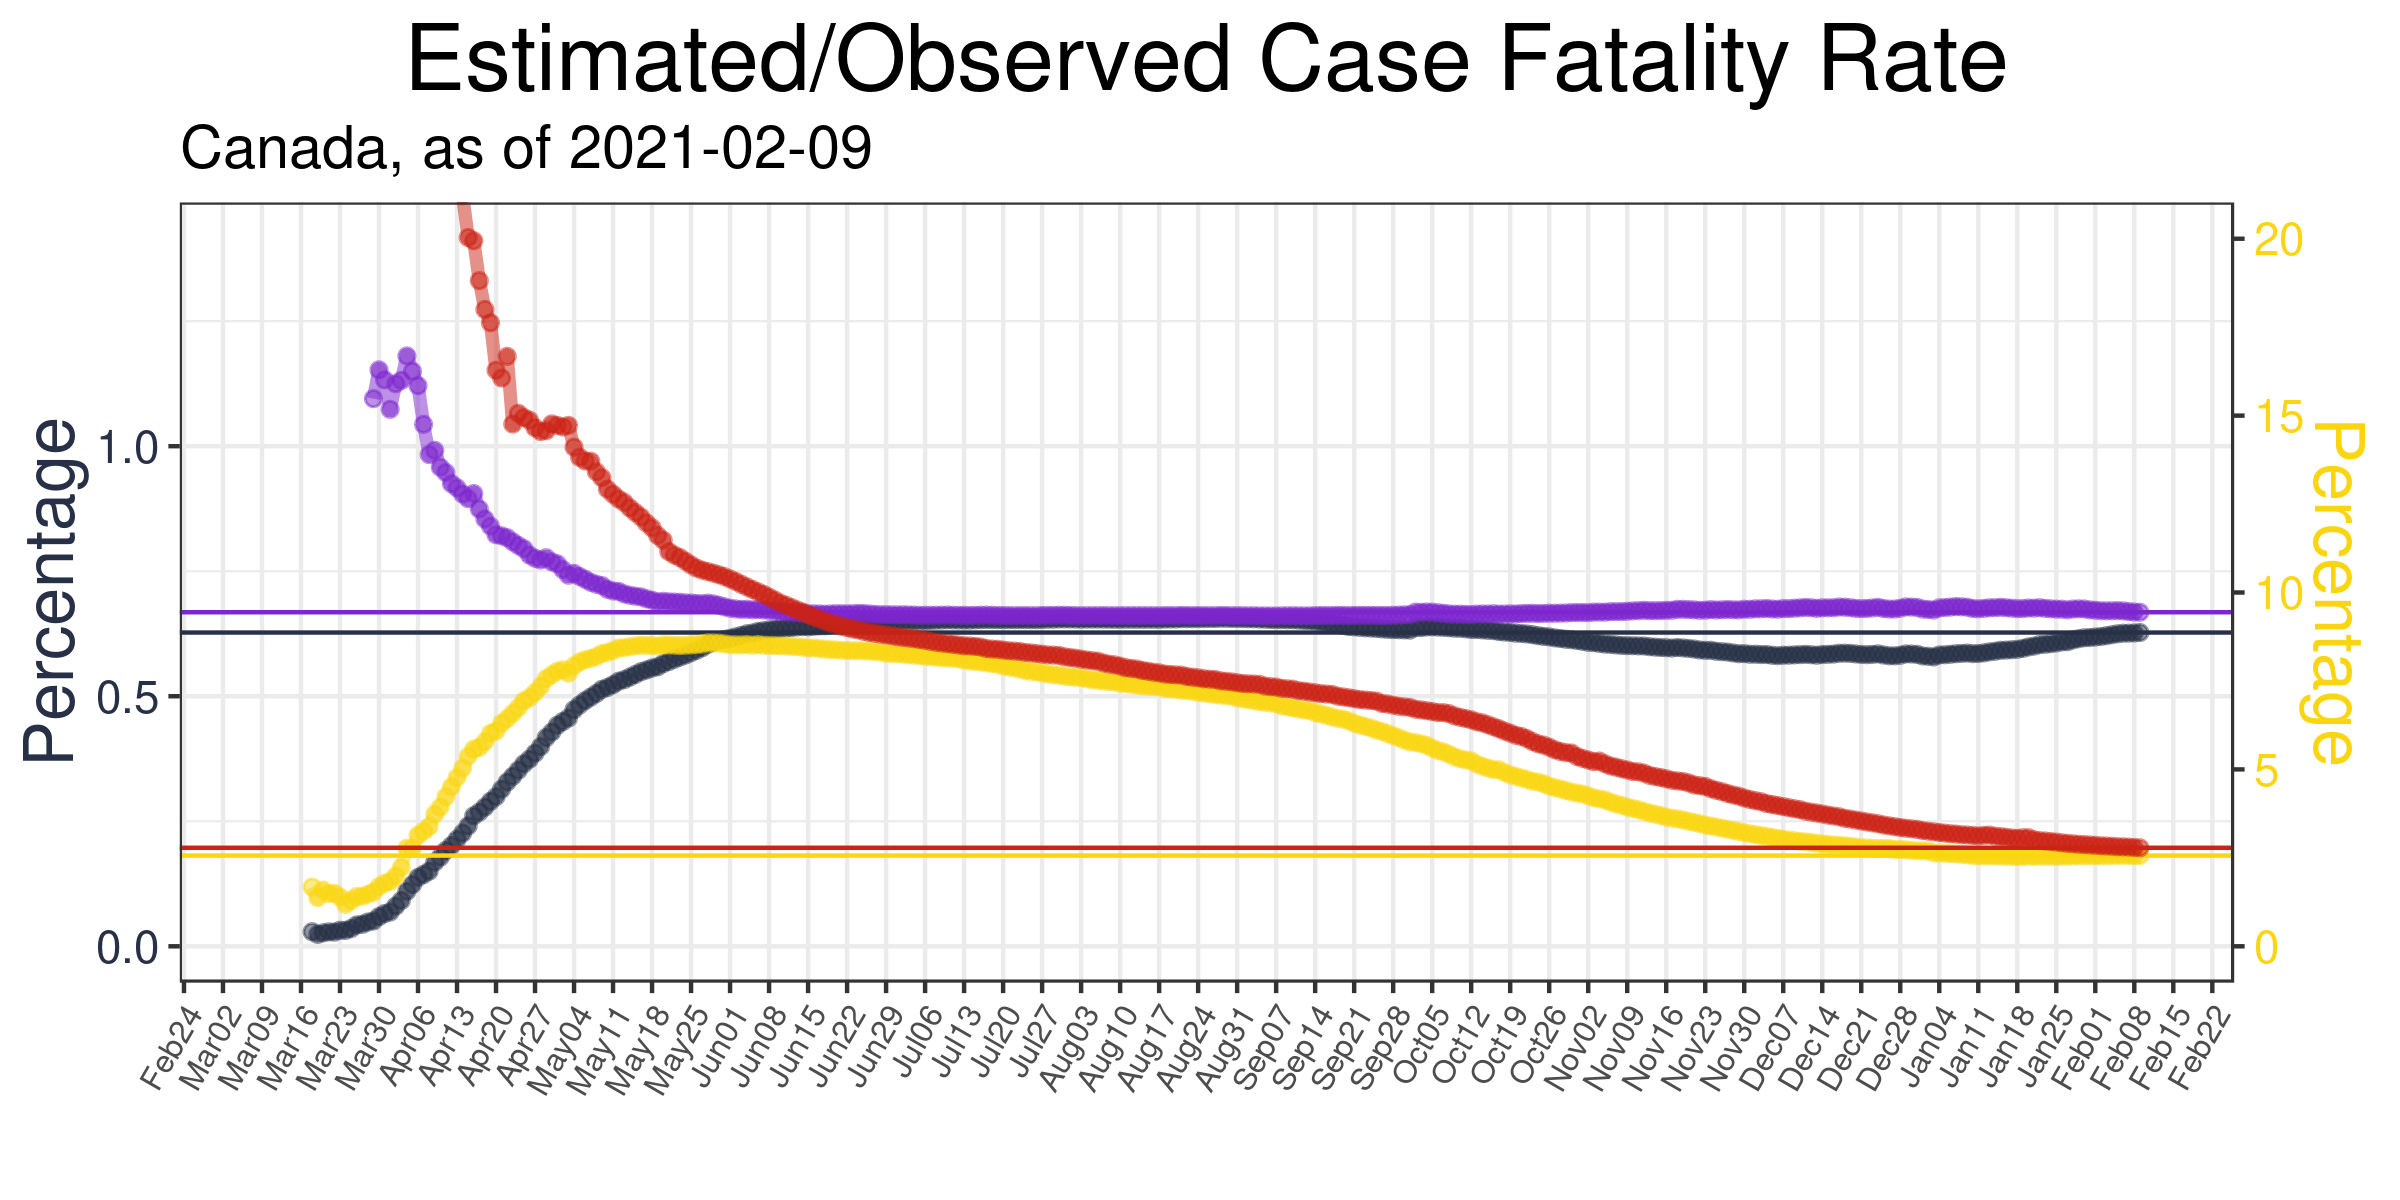 Estimated/Observed Case Fatality Rate
Canada, as of 2021-02-09
Percentage
1.0
0.5
0.0
20
15
10
5
0
Percentage
Feb24
Mar02
Mar09
Mar16
Mar23
Mar30
Apr06
Apr13
Apr20
Apr27
May04
May11
May18
May25
Jun01
Jun08
Jun15
Jun22
Jun29
Jul06
Jul13
Jul20
Jul27
Aug03
Aug10
Aug17
Aug24
Aug31
Sep07
Sep14
Sep21
Sep28
Oct05
Oct12
Oct19
Oct26
Nov02
Nov09
Nov16
Nov23
Nov30
Dec07
Dec14
Dec21
Dec28
Jan04
Jan11
Jan18
Jan25
Feb01
Feb08
Feb15
Feb22